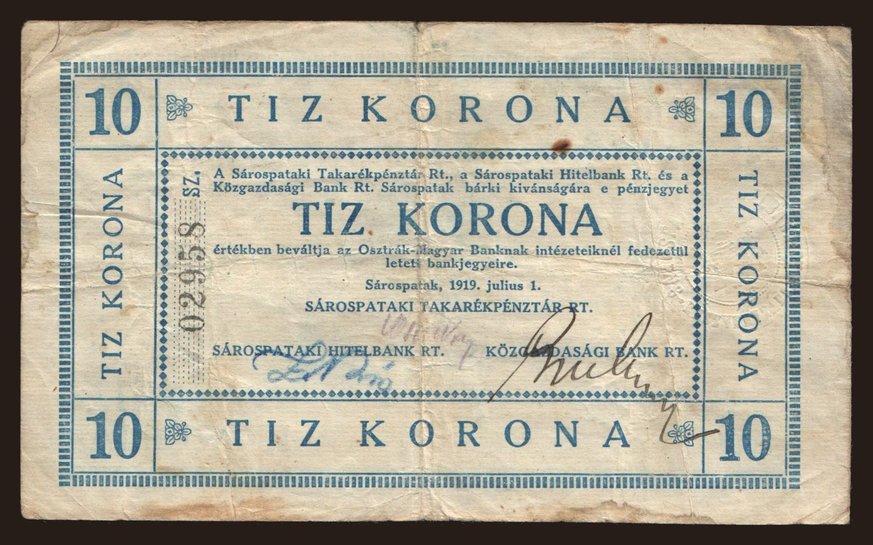 10 TIZ KORONA 10
TIZ KORONA
02958 SZ.
A Sárospataki Takarékpénztár Rt., a Sárospataki Hitelbank Rt. és a
Közgazdasági Bank Rt. Sárospatak bárki kivánságára e pénzjegyet
TIZ KORONA
értékben beváltja az Osztrák-Magyar Banknak intézeteiknél fedezetül
letett bankjegyeire.
Sárospatak, 1919. julius 1.
SÁROSPATAKI TAKARÉKPÉNZTÁR RT.
SÁROSPATAKI HITELBANK RT. KÖZGAZDASÁGI BANK RT.
TIZ KORONA
10 TIZ KORONA 10